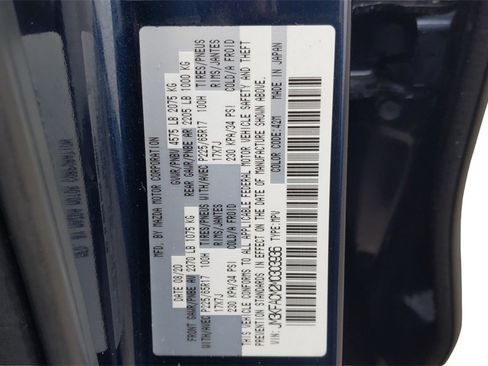 MFD. BY MAZDA MOTOR CORPORATION
DATE GVWR/PNBV 4575 LB 2075 KG
FRONT GAWR/PNBE AV 2370 LB 1075 KG REAR GAWR/PNBE AR 2205 LB 1000 KG
WITH/AVEC P225/65R17 100H TIRES/PNEUS WITH/AVEC P225/65R17 100H TIRES/PNEUS
17X7J RIMS/JANTES 17X7J RIMS/JANTES
230 KPA/34 PSI COLD/A FROID 230 KPA/34 PSI COLD/A FROID
THIS VEHICLE CONFORMS TO ALL APPLICABLE FEDERAL MOTOR VEHICLE SAFETY AND THEFT
PREVENTION STANDARDS IN EFFECT ON THE DATE OF MANUFACTURE SHOWN ABOVE.
COLOR:42M MADE IN JAPAN
VIN: TYPE:MPV